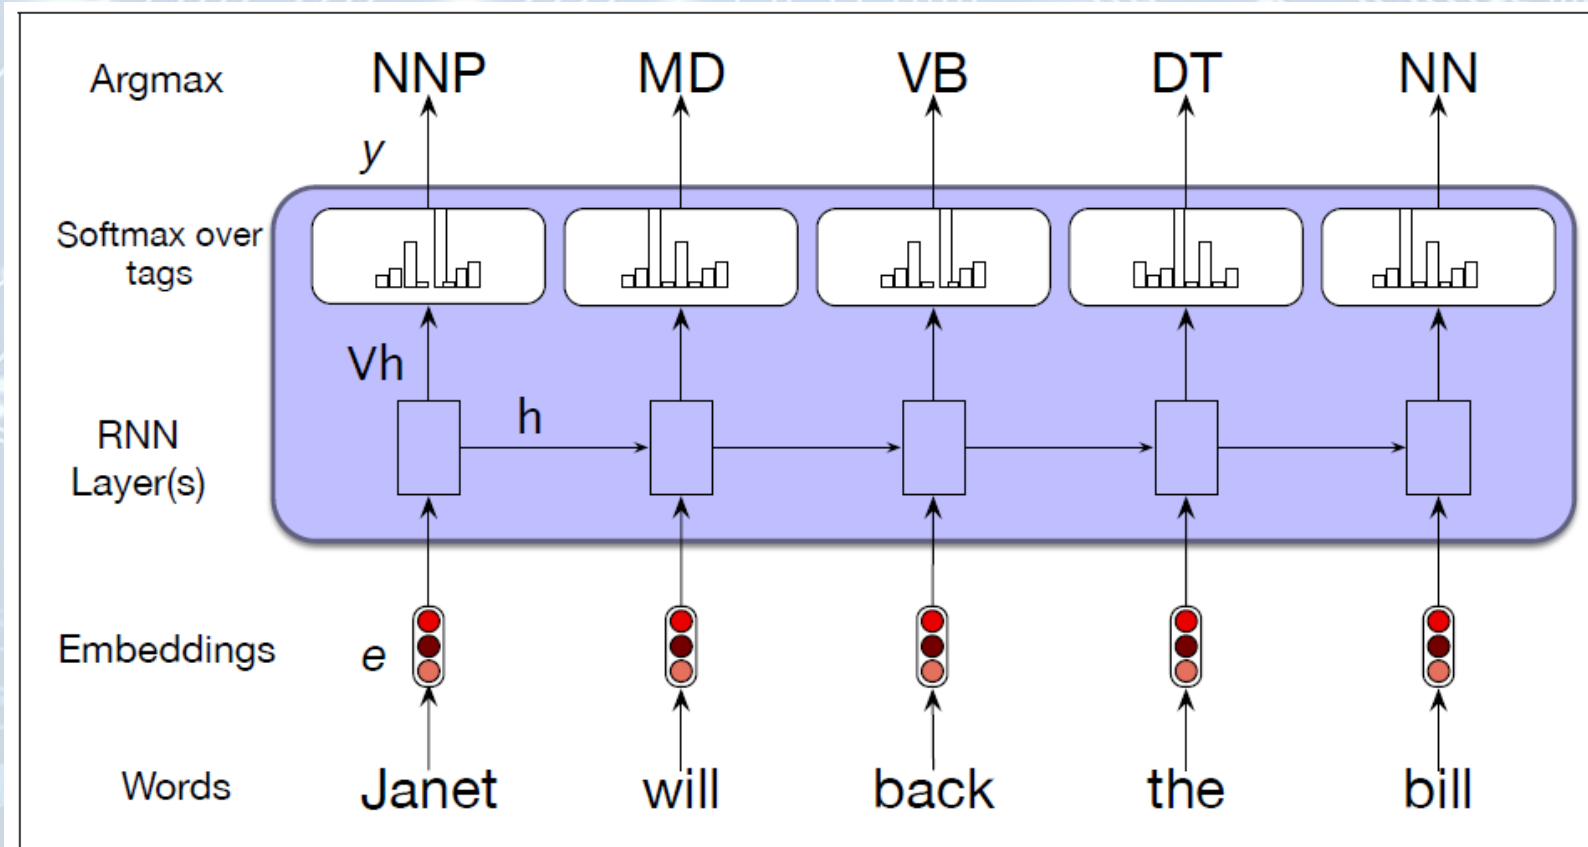 Argmax NNP MD VB DT NN
y
Softmax over
tags
Vh
h
RNN
Layer(s)
Embeddings e
Words Janet will back the bill